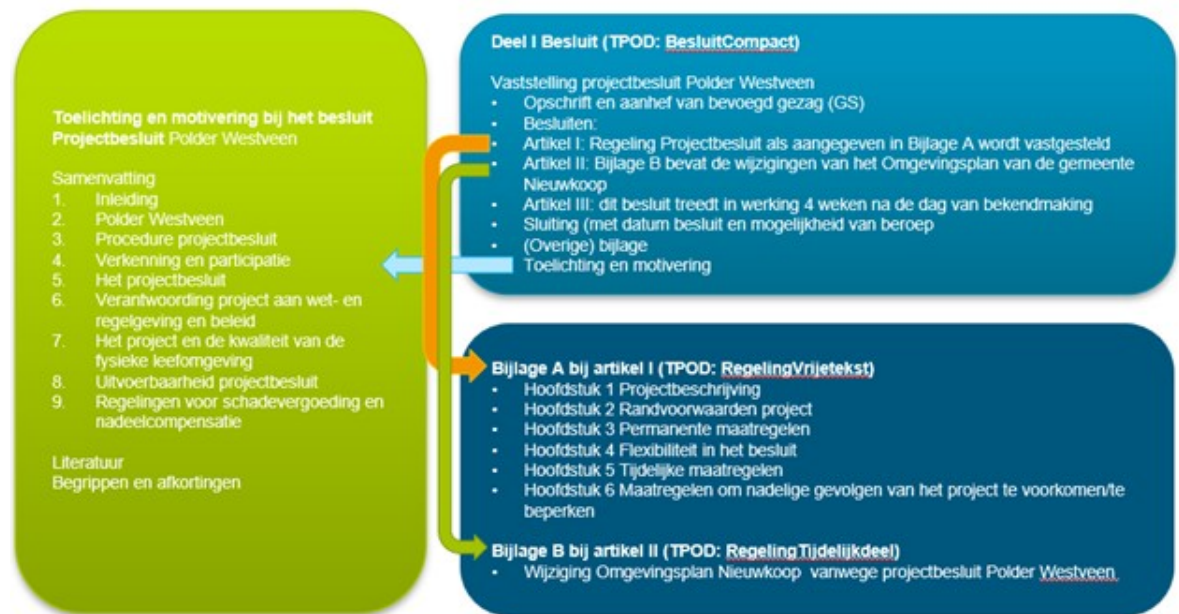 Toelichting en motivering bij het besluit
Projectbesluit Polder Westveen
Samenvatting
1. Inleiding
2. Polder Westveen
3. Procedure projectbesluit
4. Verkenning en participatie
5. Het projectbesluit
6. Verantwoording project aan wet- en
regelgeving en beleid
7. Het project en de kwaliteit van de
fysieke leefomgeving
8. Uitvoerbaarheid projectbesluit
9. Regelingen voor schadevergoeding en
nadeelcompensatie
Literatuur
Begrippen en afkortingen
Deel I Besluit (TPOD: BesluitCompact)
Vaststelling projectbesluit Polder Westveen
• Opschrift en aanhef van bevoegd gezag (GS)
• Besluiten:
• Artikel I: Regeling Projectbesluit als aangegeven in Bijlage A wordt vastgesteld
• Artikel II: Bijlage B bevat de wijzigingen van het Omgevingsplan van de gemeente
Nieuwkoop
• Artikel III: dit besluit treedt in werking 4 weken na de dag van bekendmaking
• Sluiting (met datum besluit en mogelijkheid van beroep
• (Overige) bijlage
Toelichting en motivering
Bijlage A bij artikel I (TPOD: RegelingVrijetekst)
• Hoofdstuk 1 Projectbeschrijving
• Hoofdstuk 2 Randvoorwaarden project
• Hoofdstuk 3 Permanente maatregelen
• Hoofdstuk 4 Flexibiliteit in het besluit
• Hoofdstuk 5 Tijdelijke maatregelen
• Hoofdstuk 6 Maatregelen om nadelige gevolgen van het project te voorkomen/te
beperken
Bijlage B bij artikel II (TPOD: RegelingTijdelijkdeel)
• Wijziging Omgevingsplan Nieuwkoop vanwege projectbesluit Polder Westveen